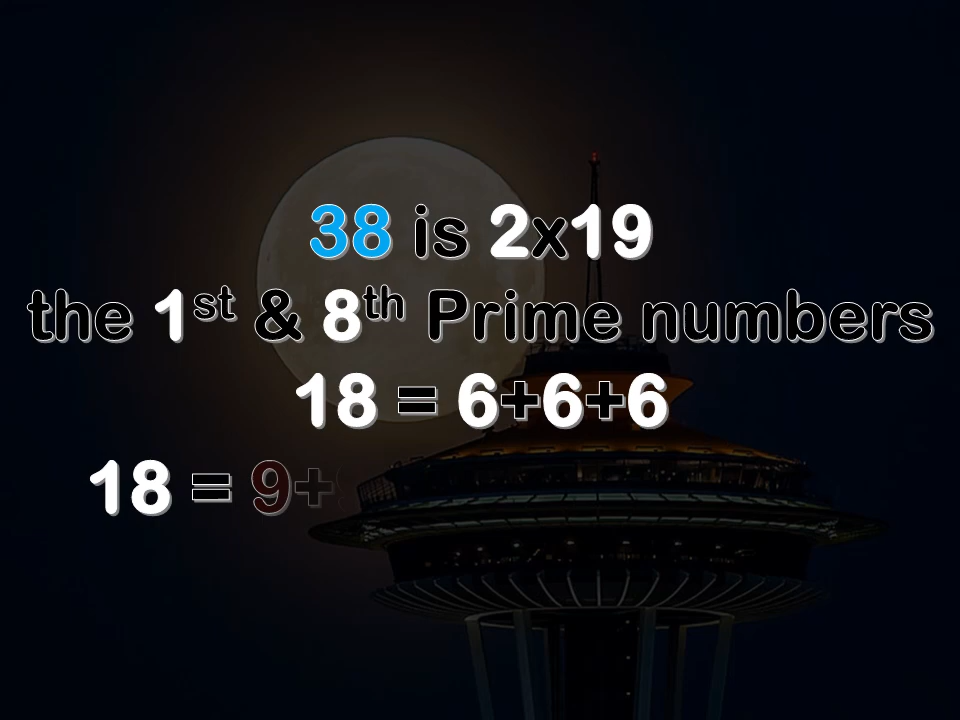 38 is 2x19
the 1st & 8th Prime numbers
18 = 6+6+6
18 = 9+